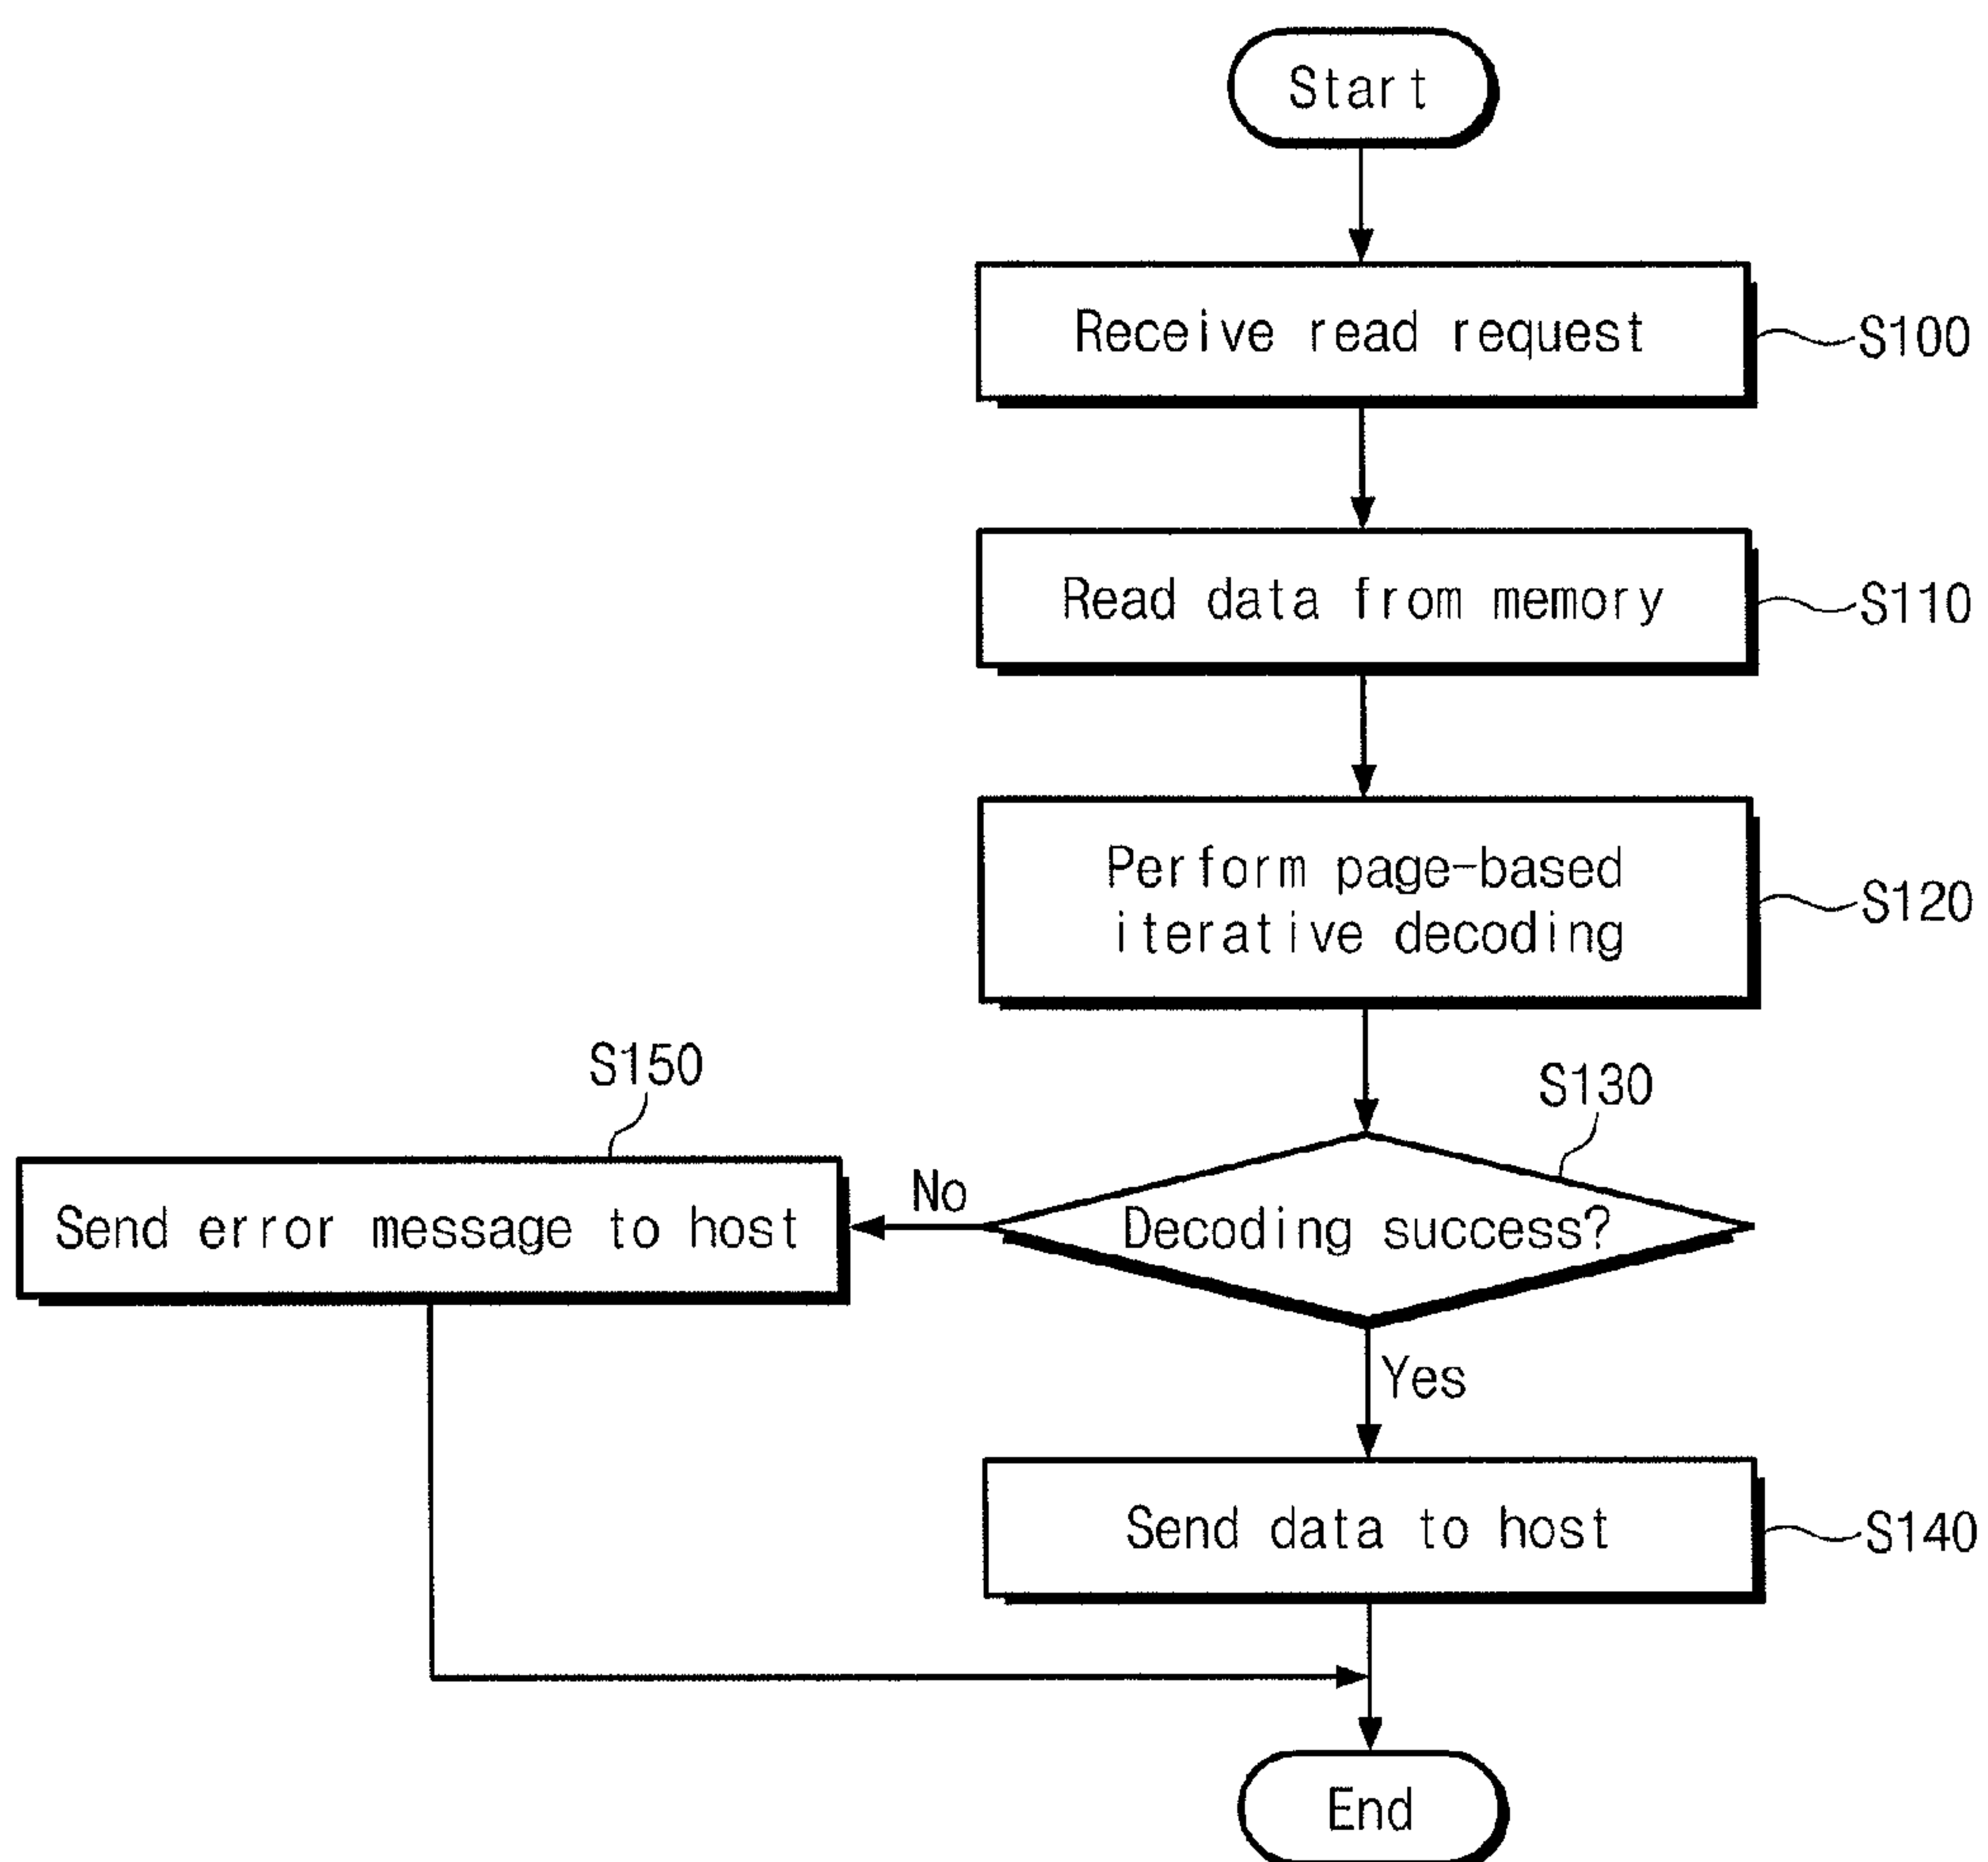 Start
Receive read request
S100
Read data from memory
S110
Perform page-based
iterative decoding
S120
S150
S130
Send error message to host
No
Decoding success?
Yes
Send data to host
S140
End